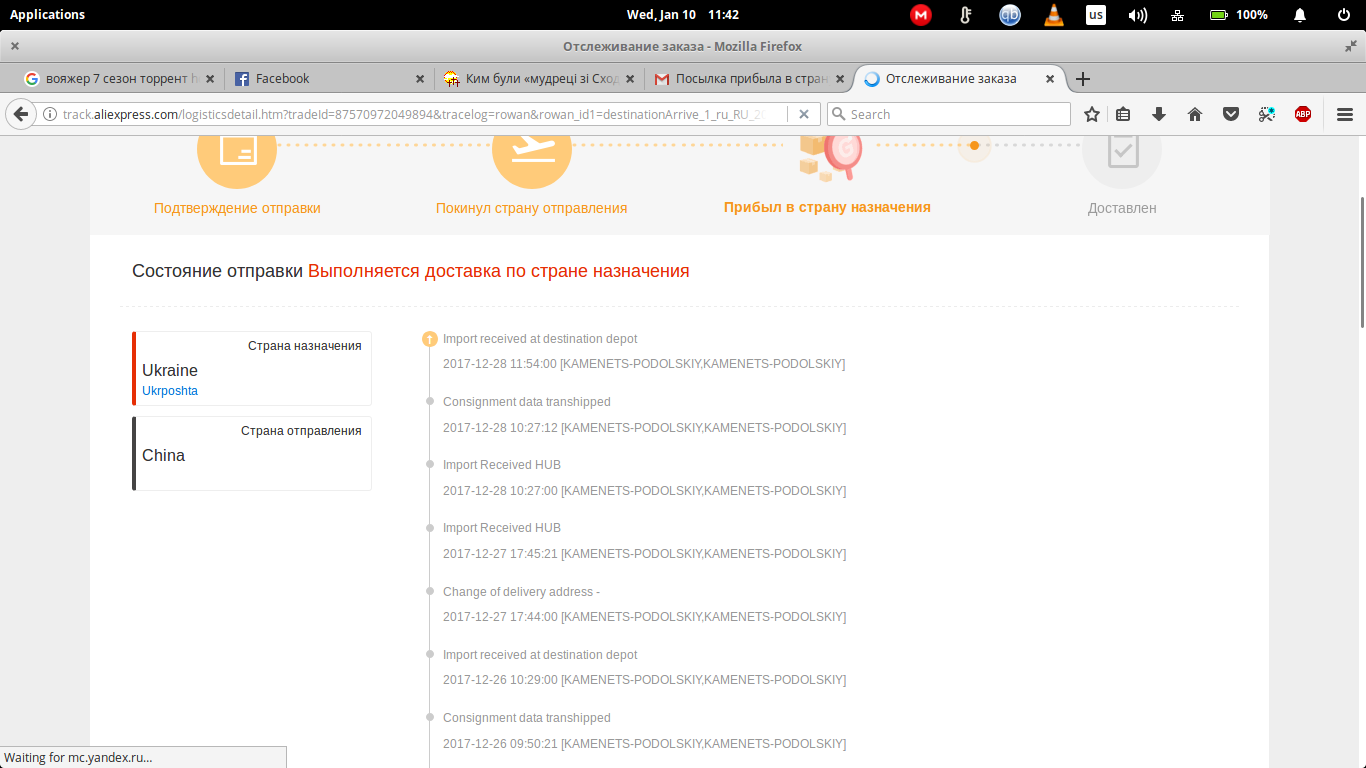 Applications
Wed, Jan 10 11:42
us
100%
Отслеживание заказа - Mozilla Firefox
вояжер 7 сезон торрент
Facebook
Ким були «мудреці зі Сход
Посылка прибыла в стран
Отслеживание заказа
track.aliexpress.com/logisticsdetail.htm?tradeId=87570972049894&tracelog=rowan&rowan_id1=destinationArrive_1_ru_RU_20
Search
ABP
Подтверждение отправки
Покинул страну отправления
Прибыл в страну назначения
Доставлен
Состояние отправки Выполняется доставка по стране назначения
Страна назначения
Ukraine
Ukrposhta
Страна отправления
China
Import received at destination depot
2017-12-28 11:54:00 [KAMENETS-PODOLSKIY,KAMENETS-PODOLSKIY]
Consignment data transhipped
2017-12-28 10:27:12 [KAMENETS-PODOLSKIY,KAMENETS-PODOLSKIY]
Import Received HUB
2017-12-28 10:27:00 [KAMENETS-PODOLSKIY,KAMENETS-PODOLSKIY]
Import Received HUB
2017-12-27 17:45:21 [KAMENETS-PODOLSKIY,KAMENETS-PODOLSKIY]
Change of delivery address -
2017-12-27 17:44:00 [KAMENETS-PODOLSKIY,KAMENETS-PODOLSKIY]
Import received at destination depot
2017-12-26 10:29:00 [KAMENETS-PODOLSKIY,KAMENETS-PODOLSKIY]
Consignment data transhipped
2017-12-26 09:50:21 [KAMENETS-PODOLSKIY,KAMENETS-PODOLSKIY]
Waiting for mc.yandex.ru...